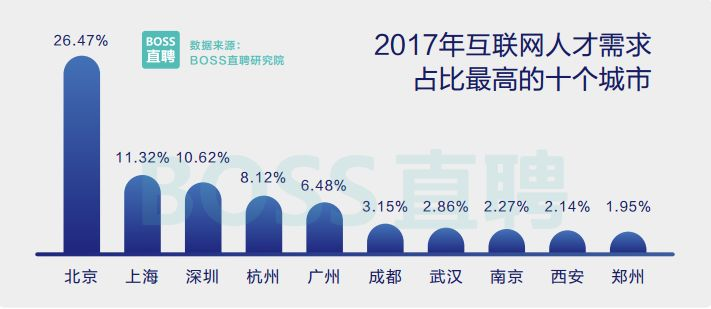 2017年互联网人才需求
占比最高的十个城市
BOSS
直聘
数据来源：
BOSS直聘研究院
26.47%
11.32%
10.62%
8.12%
6.48%
3.15%
2.86%
2.27%
2.14%
1.95%
BOSS直聘
北京
上海
深圳
杭州
广州
成都
武汉
南京
西安
郑州